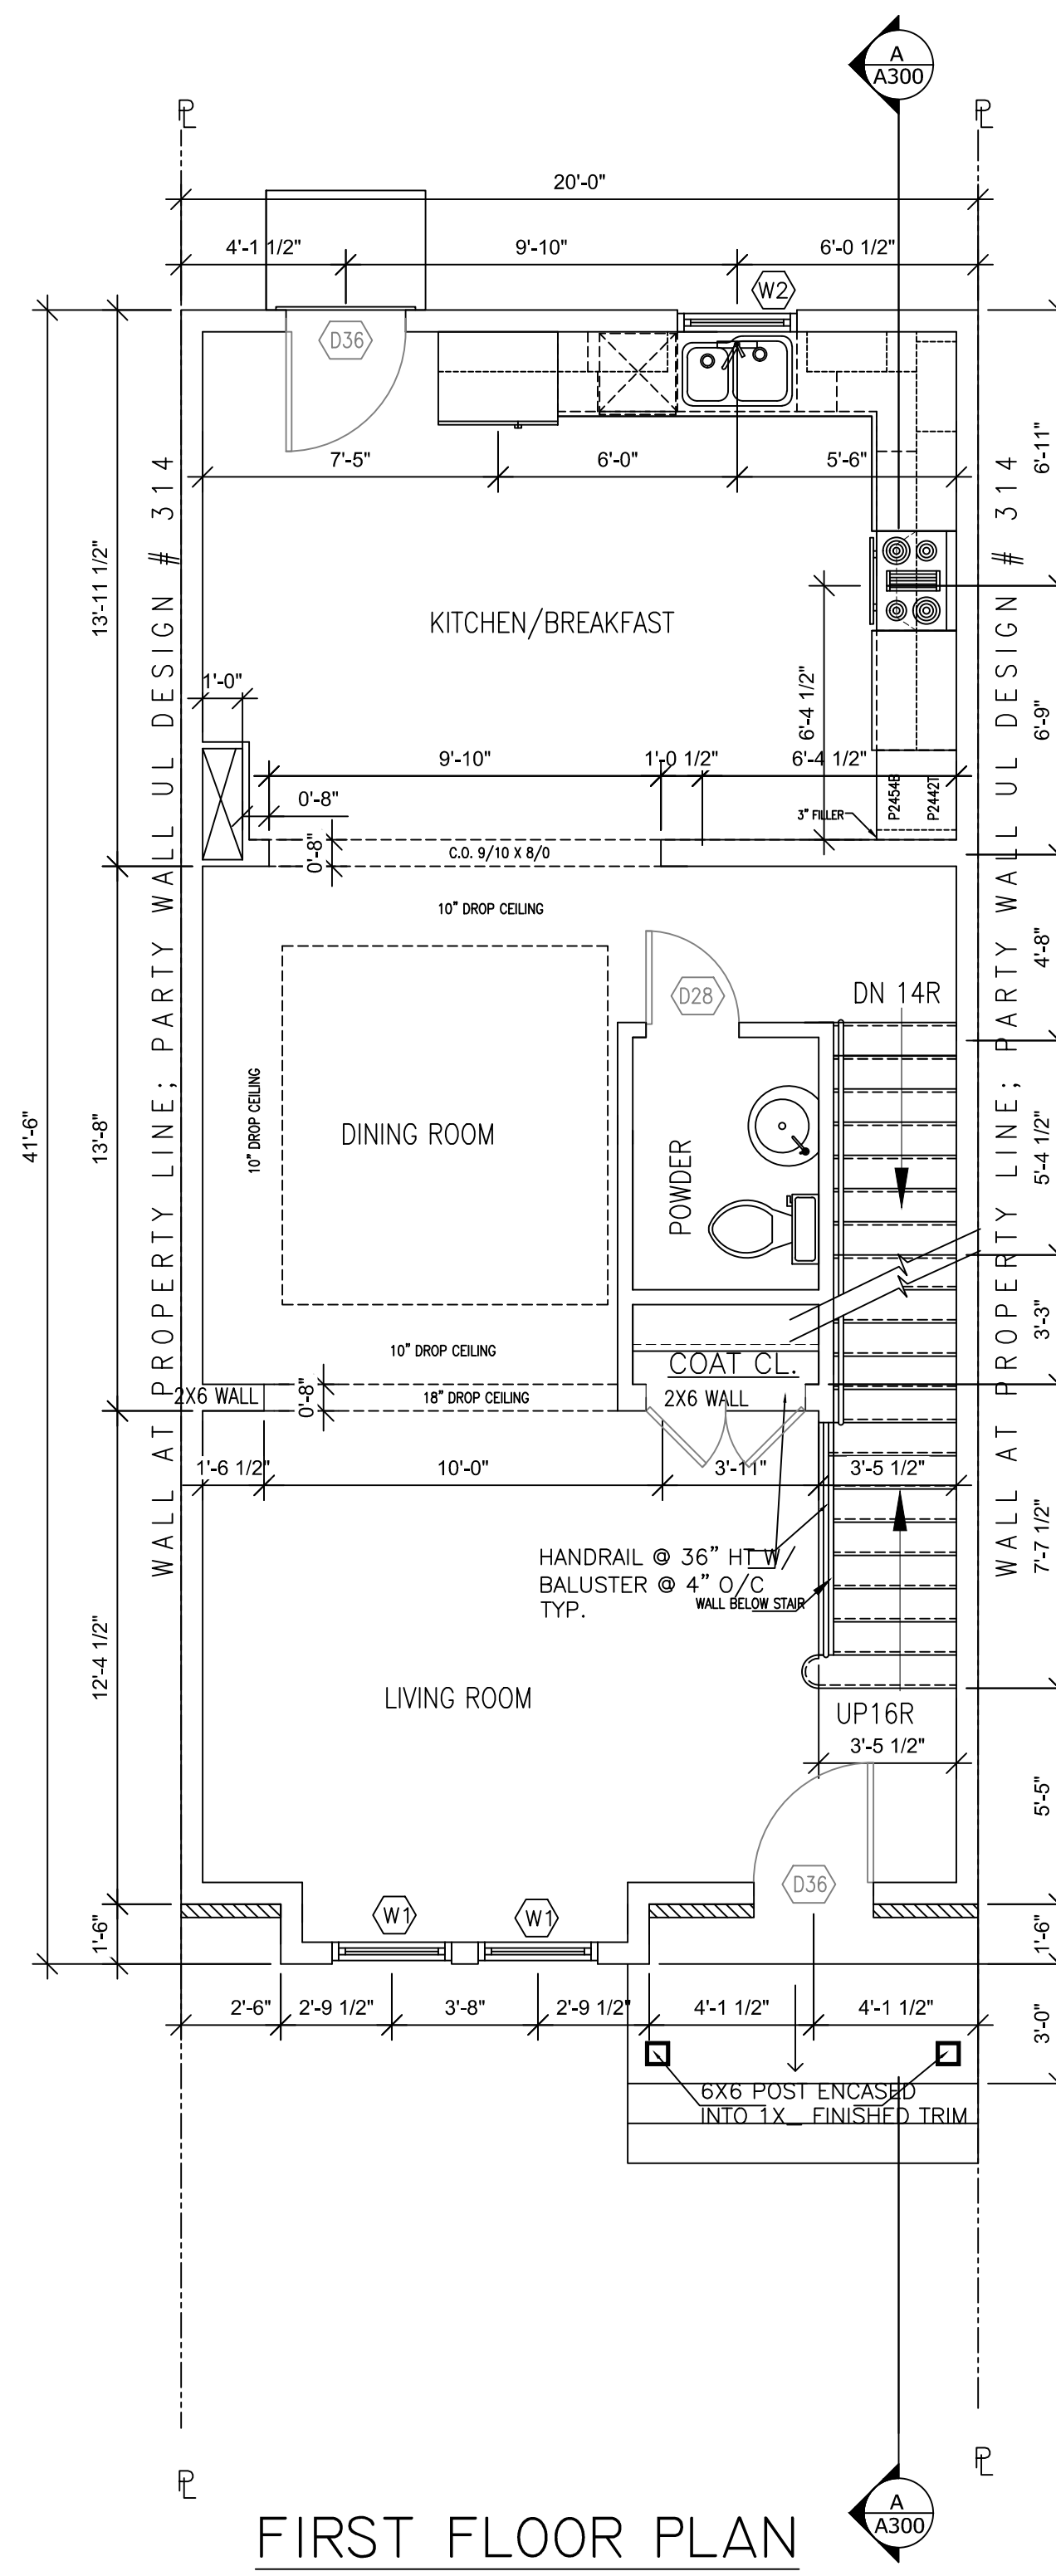 A
A300
PL
PL
20'-0"
4'-1 1/2"
9'-10"
6'-0 1/2"
W2
D36
7'-5"
6'-0"
5'-6"
6'-11"
41'-6"
13'-11 1/2"
WALL AT PROPERTY LINE; PARTY WALL UL DESIGN # 314
WALL AT PROPERTY LINE; PARTY WALL UL DESIGN # 314
KITCHEN/BREAKFAST
1'-0"
6'-4 1/2"
6'-9"
9'-10"
1'-0 1/2"
6'-4 1/2"
0'-8"
3" FILLER
P2454B
P2442T
0'-8"
C.O. 9/10 X 8/0
10" DROP CEILING
4'-8"
D28
DN 14R
13'-8"
10" DROP CEILING
DINING ROOM
POWDER
5'-4 1/2"
10" DROP CEILING
COAT CL.
3'-3"
2X6 WALL
0'-8"
18" DROP CEILING
2X6 WALL
1'-6 1/2"
10'-0"
3'-11"
3'-5 1/2"
HANDRAIL @ 36" HT W/
BALUSTER @ 4" O/C
TYP.
WALL BELOW STAIR
7'-7 1/2"
12'-4 1/2"
LIVING ROOM
UP16R
3'-5 1/2"
5'-5"
D36
W1
W1
1'-6"
1'-6"
2'-6"
2'-9 1/2"
3'-8"
2'-9 1/2"
4'-1 1/2"
4'-1 1/2"
3'-0"
6X6 POST ENCASED
INTO 1X_ FINISHED TRIM
PL
PL
A
A300
FIRST FLOOR PLAN